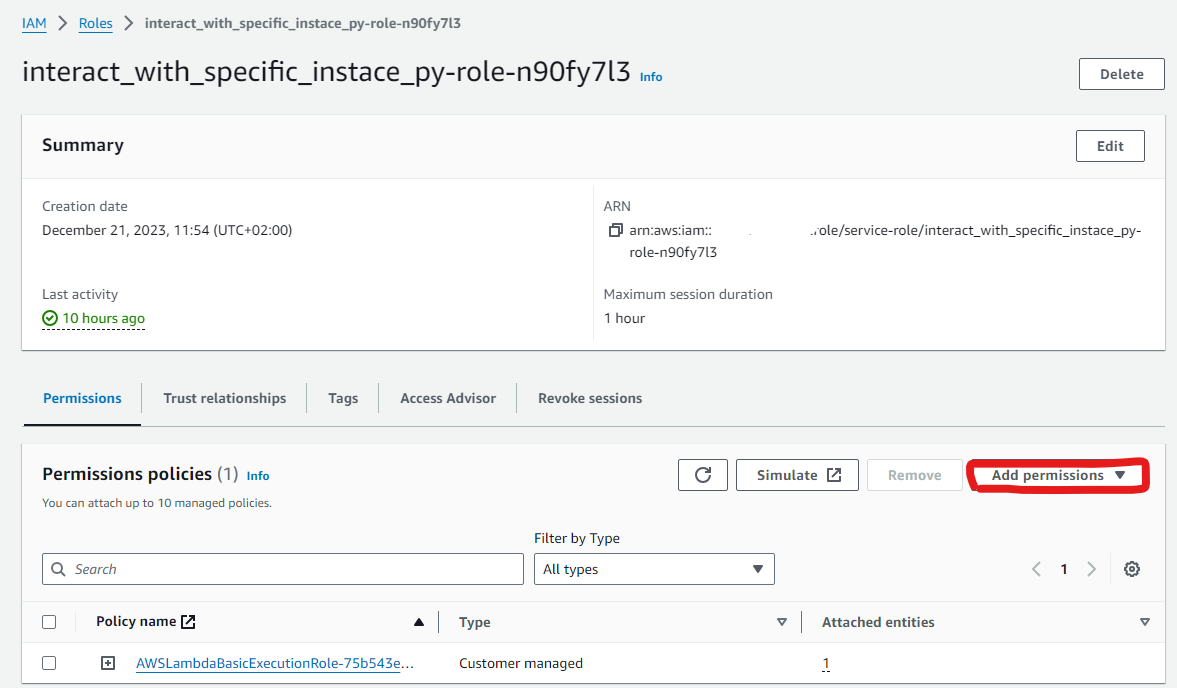 IAM > Roles > interact_with_specific_instace_py-role-n90fy7l3
interact_with_specific_instace_py-role-n90fy7l3 Info
Delete
Summary
Edit
Creation date
December 21, 2023, 11:54 (UTC+02:00)
ARN
arn:aws:iam:: role/service-role/interact_with_specific_instace_py-
role-n90fy7l3
Last activity
10 hours ago
Maximum session duration
1 hour
Permissions Trust relationships Tags Access Advisor Revoke sessions
Permissions policies (1) Info
You can attach up to 10 managed policies.
Simulate Remove Add permissions
Filter by Type
Search All types 1
Policy name Type Attached entities
AWSLambdaBasicExecutionRole-75b543e... Customer managed 1